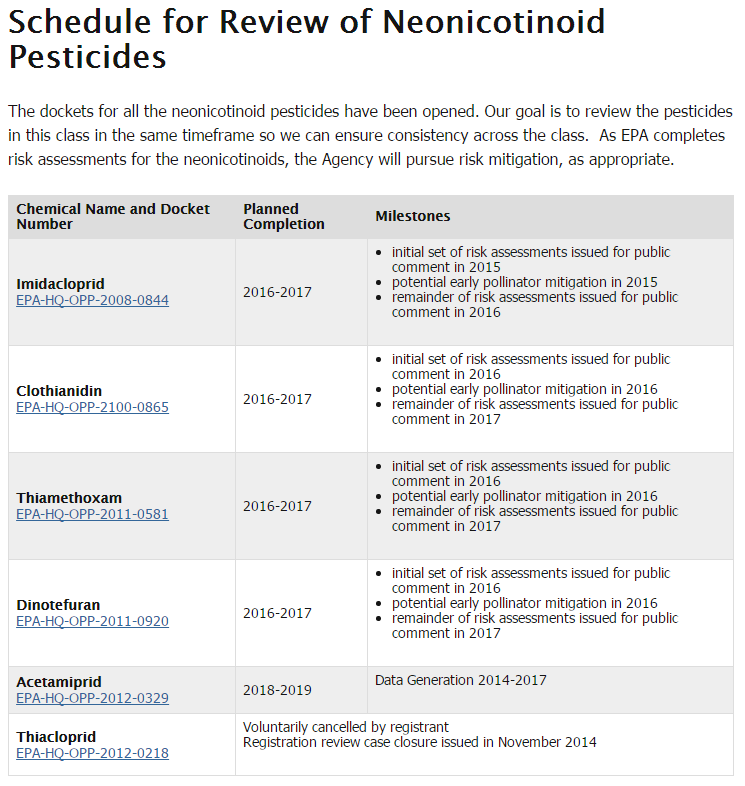 Schedule for Review of Neonicotinoid
Pesticides
The dockets for all the neonicotinoid pesticides have been opened. Our goal is to review the pesticides
in this class in the same timeframe so we can ensure consistency across the class.  As EPA completes
risk assessments for the neonicotinoids, the Agency will pursue risk mitigation, as appropriate.
Chemical Name and Docket
Number
Planned
Completion
Milestones
Imidacloprid
EPA-HQ-OPP-2008-0844
2016-2017
• initial set of risk assessments issued for public
comment in 2015
• potential early pollinator mitigation in 2015
• remainder of risk assessments issued for public
comment in 2016
Clothianidin
EPA-HQ-OPP-2100-0865
2016-2017
• initial set of risk assessments issued for public
comment in 2016
• potential early pollinator mitigation in 2016
• remainder of risk assessments issued for public
comment in 2017
Thiamethoxam
EPA-HQ-OPP-2011-0581
2016-2017
• initial set of risk assessments issued for public
comment in 2016
• potential early pollinator mitigation in 2016
• remainder of risk assessments issued for public
comment in 2017
Dinotefuran
EPA-HQ-OPP-2011-0920
2016-2017
• initial set of risk assessments issued for public
comment in 2016
• potential early pollinator mitigation in 2016
• remainder of risk assessments issued for public
comment in 2017
Acetamiprid
EPA-HQ-OPP-2012-0329
2018-2019
Data Generation 2014-2017
Thiacloprid
EPA-HQ-OPP-2012-0218
Voluntarily cancelled by registrant
Registration review case closure issued in November 2014